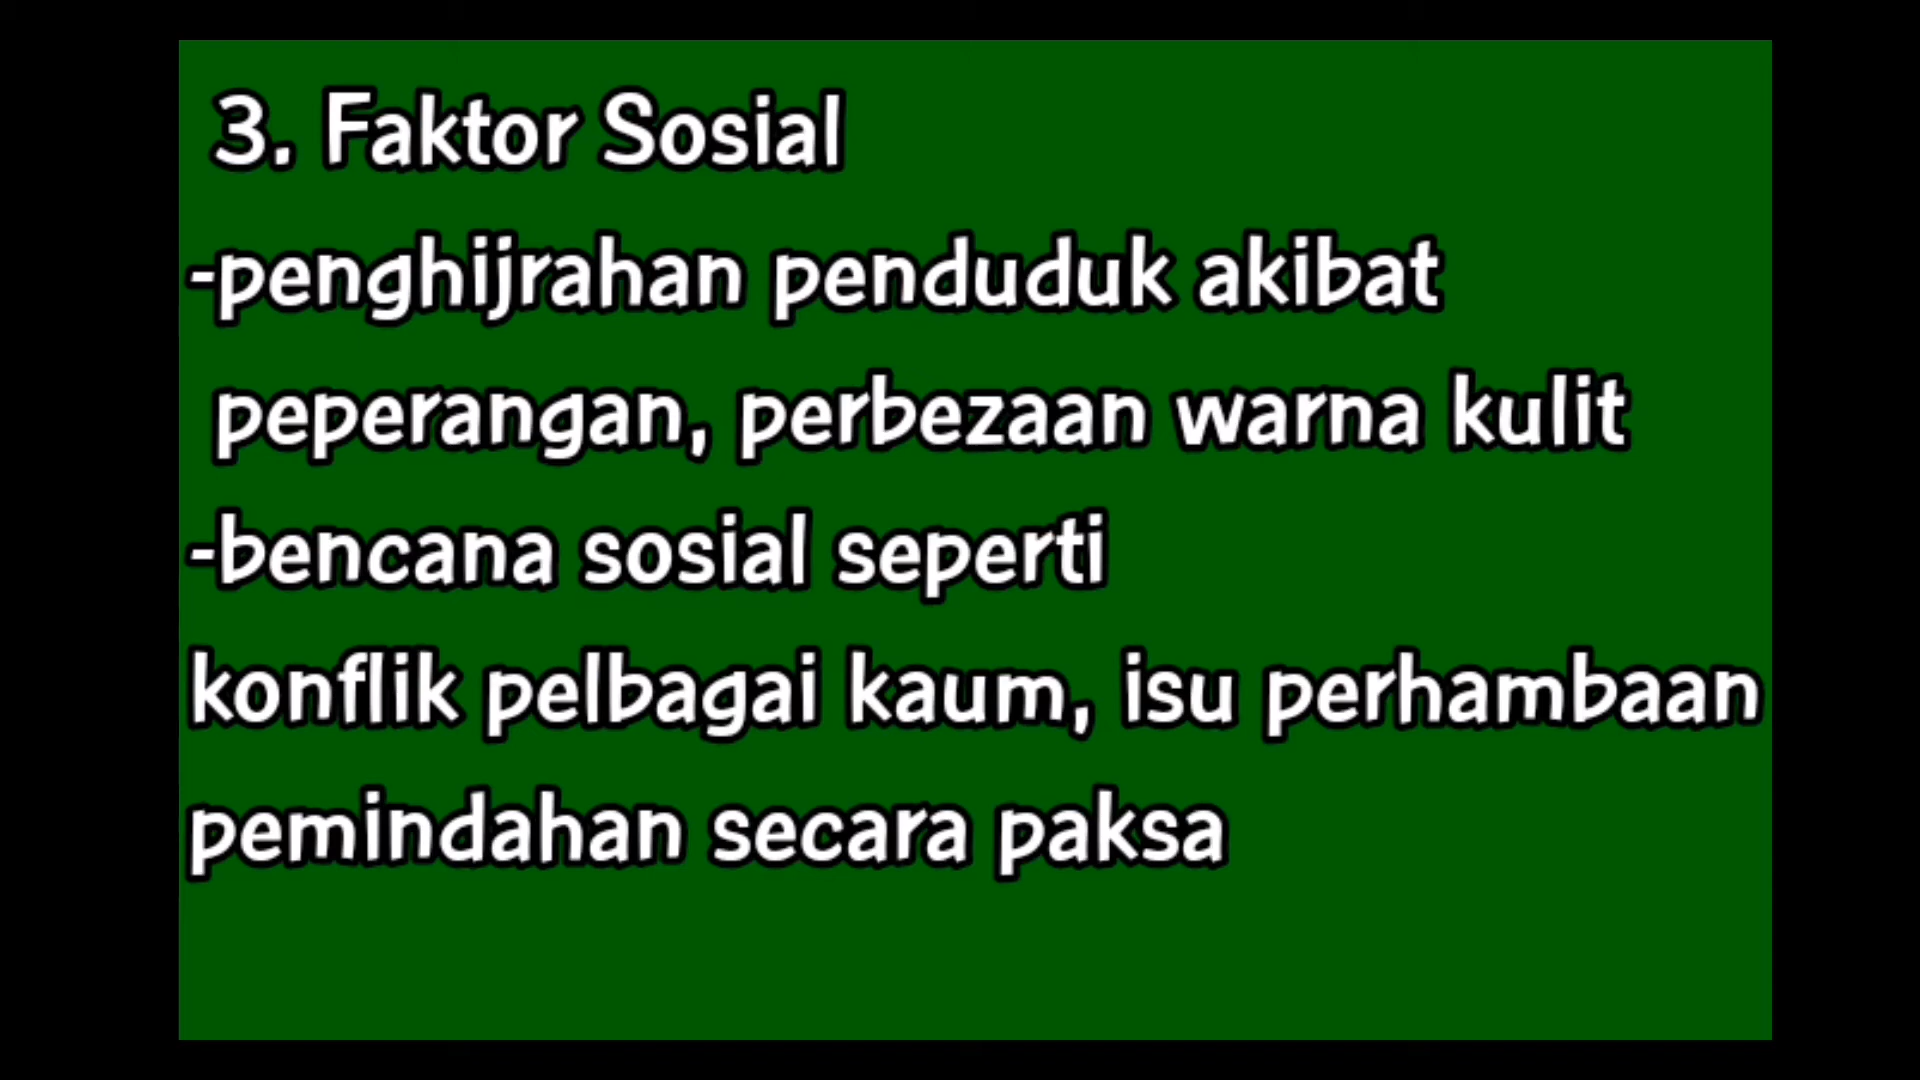 3. Faktor Sosial
-penghijrahan penduduk akibat
peperangan, perbezaan warna kulit
-bencana sosial seperti
konflik pelbagai kaum, isu perhambaan
pemindahan secara paksa